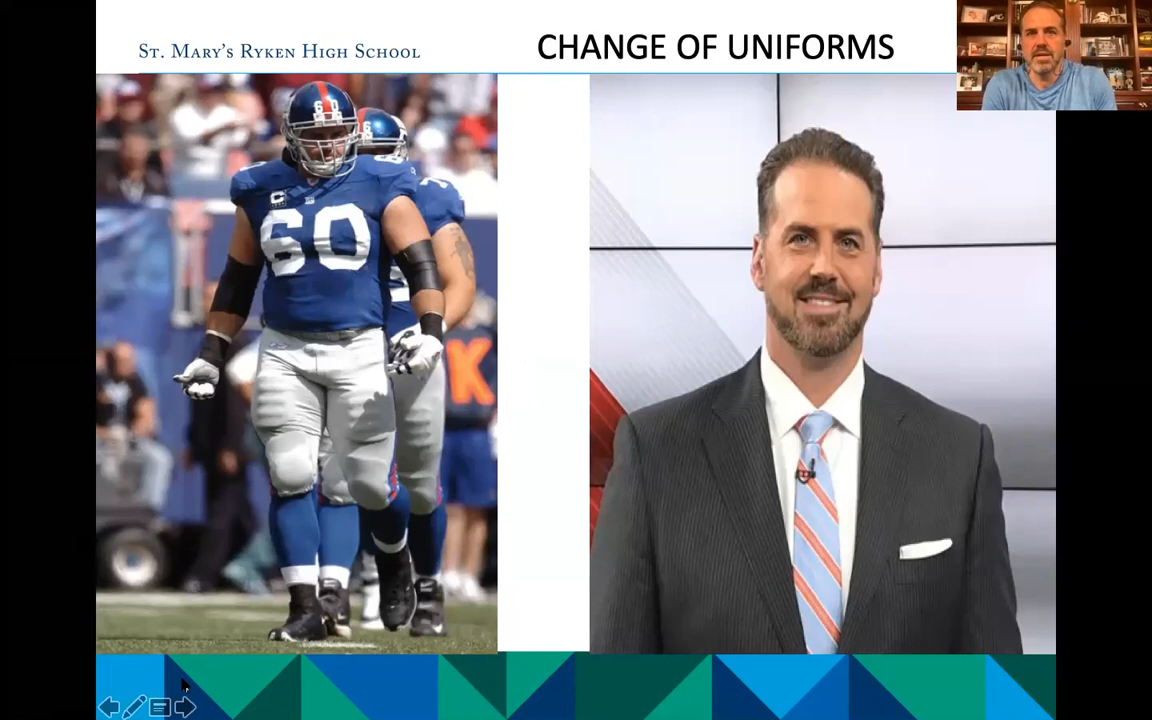 ST. MARY'S RYKEN HIGH SCHOOL
CHANGE OF UNIFORMS
60
60
C
K